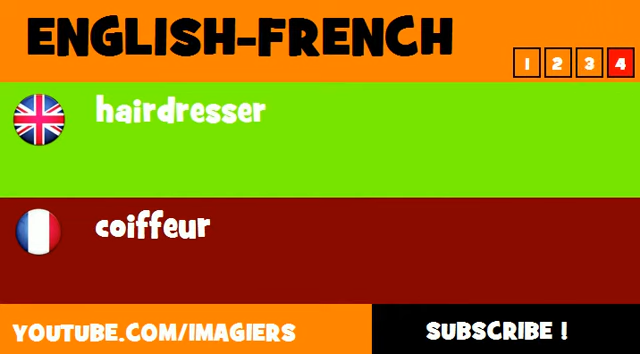 ENGLISH-FRENCH
1 2 3 4
hairdresser
coiffeur
YOUTUBE.COM/IMAGIERS
SUBSCRIBE !